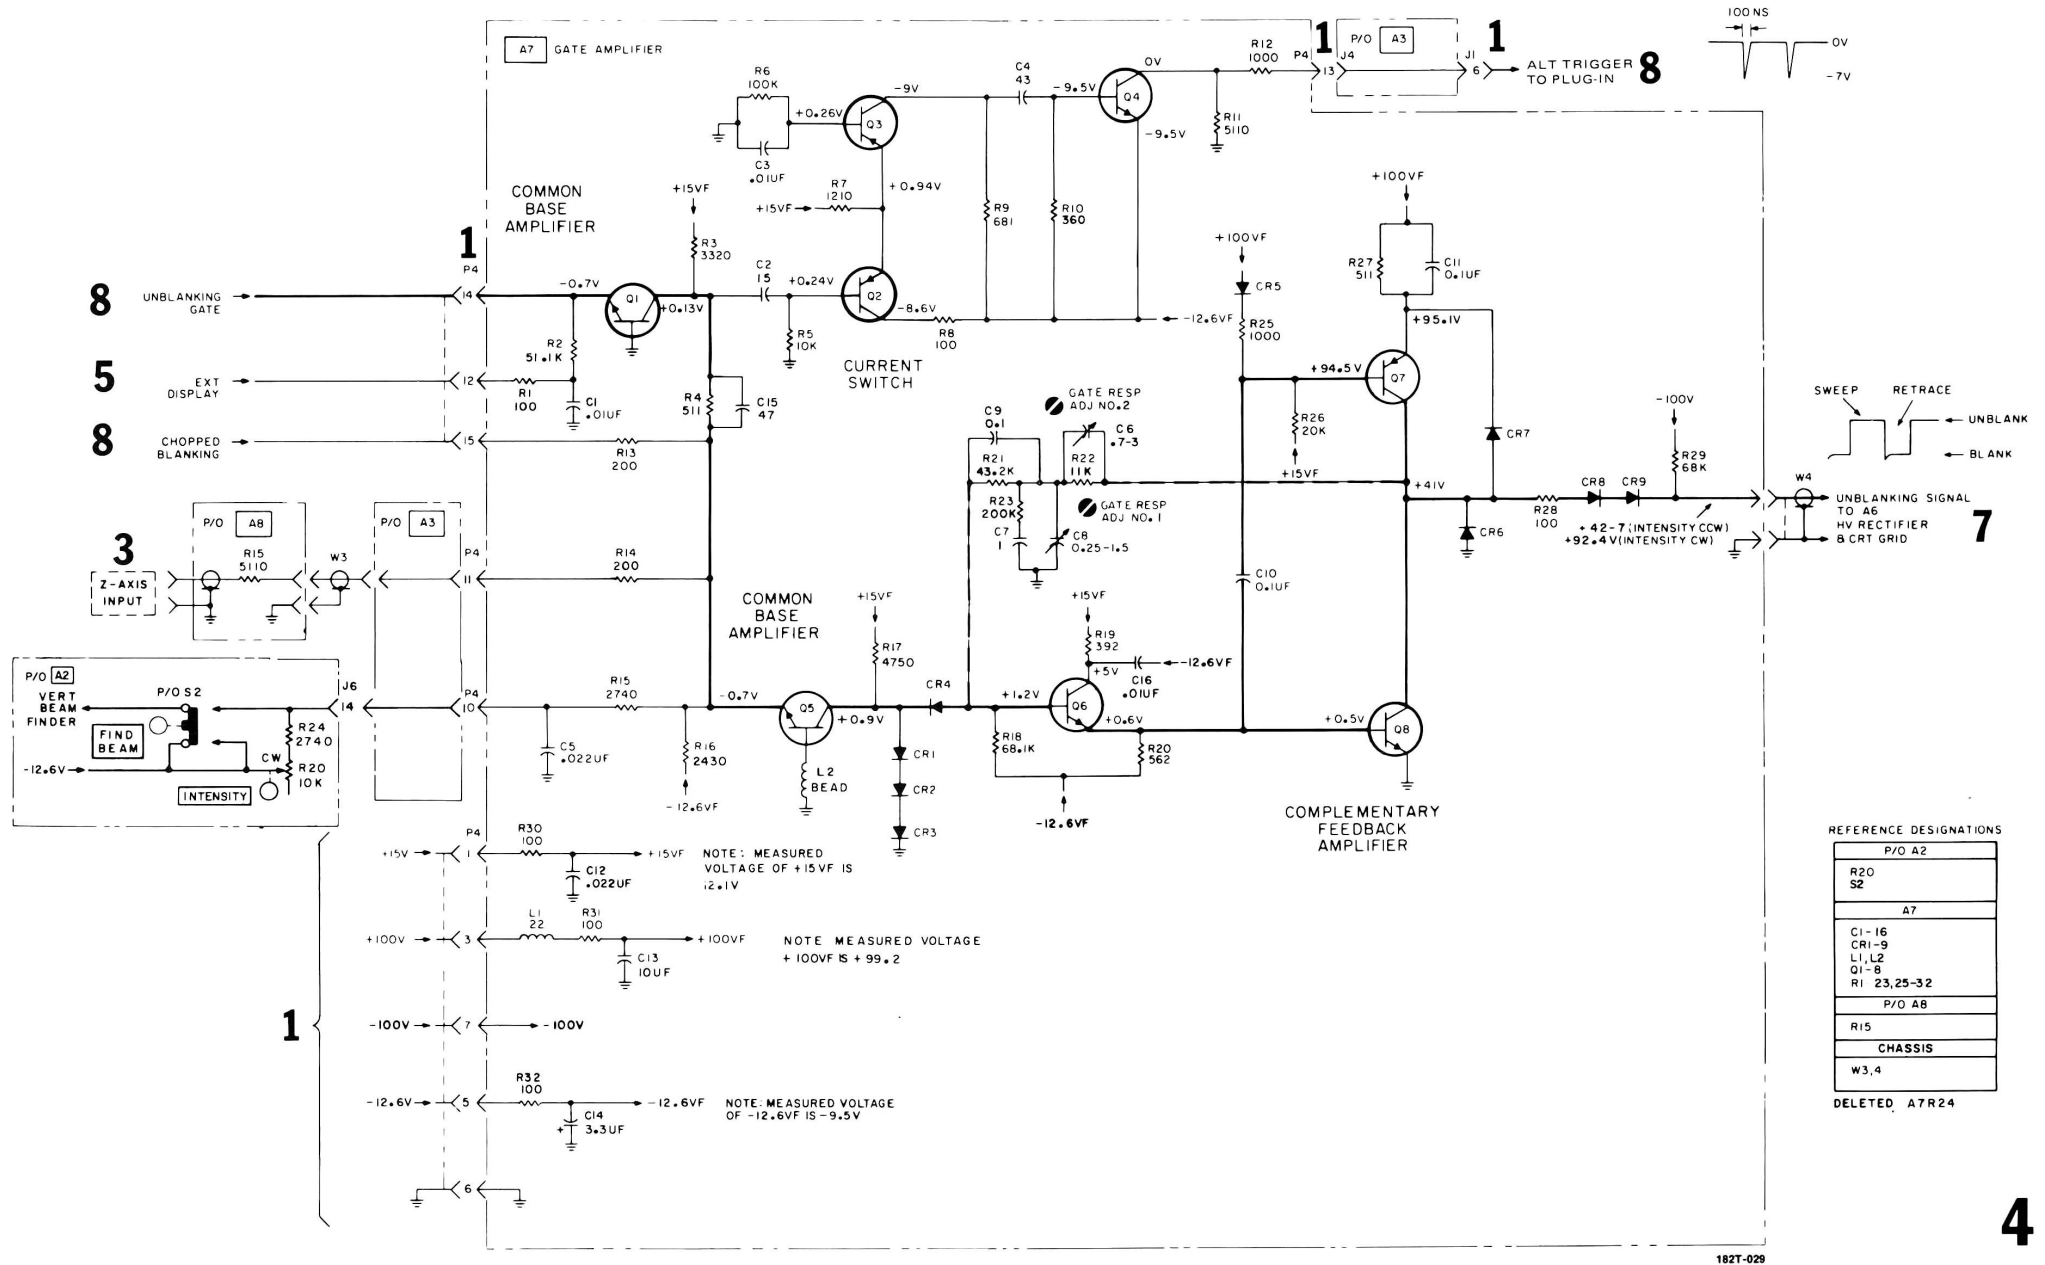 A7 GATE AMPLIFIER
R6
100K
+0.26V
C3
.01UF
Q3
-9V
+0.94V
R7
1210
+15VF
C4
43
-9.5V
Q4
0V
-9.5V
R9
681
R10
360
R11
5110
R12
1000
P4
13
1
J4
P/O A3
J1
6
1
ALT TRIGGER
TO PLUG-IN
8
100NS
0V
-7V
COMMON
BASE
AMPLIFIER
1
P4
8
UNBLANKING
GATE
14
-0.7V
Q1
+0.13V
+15VF
R3
3320
C2
15
+0.24V
Q2
-8.6V
R8
100
-12.6VF
R5
10K
CURRENT
SWITCH
R2
51.1K
5
EXT
DISPLAY
12
R1
100
C1
.01UF
R4
511
C15
47
8
CHOPPED
BLANKING
15
R13
200
+100VF
CR5
R25
1000
+100VF
R27
511
C11
0.1UF
+95.1V
+94.5V
Q7
R26
20K
+15VF
CR7
GATE RESP
ADJ NO.2
C9
0.1
C6
.7-3
R21
43.2K
R22
11K
R23
200K
GATE RESP
ADJ NO.1
C7
1
C8
0.25-1.5
+41V
CR6
R28
100
CR8
CR9
-100V
R29
68K
+42-7(INTENSITY CCW)
+92.4V(INTENSITY CW)
W4
SWEEP
RETRACE
UNBLANK
BLANK
UNBLANKING SIGNAL
TO A6
HV RECTIFIER
& CRT GRID
7
3
Z-AXIS
INPUT
P/O A8
R15
5110
W3
P/O A3
P4
11
R14
200
C10
0.1UF
COMMON
BASE
AMPLIFIER
+15VF
R17
4750
+15VF
R19
392
+5V
C16
.01UF
-12.6VF
P/O A2
VERT
BEAM
FINDER
P/O S2
FIND
BEAM
-12.6V
R24
2740
CW
R20
10K
INTENSITY
J6
14
P4
10
R15
2740
C5
.022UF
R16
2430
-12.6VF
-0.7V
Q5
+0.9V
L2
BEAD
CR1
CR2
CR3
CR4
+1.2V
Q6
+0.6V
R18
68.1K
R20
562
-12.6VF
+0.5V
Q8
COMPLEMENTARY
FEEDBACK
AMPLIFIER
1
+15V
P4
1
R30
100
C12
.022UF
+15VF
NOTE: MEASURED
VOLTAGE OF +15VF IS
12.1V
+100V
3
L1
22
R31
100
C13
10UF
+100VF
NOTE MEASURED VOLTAGE
+100VF IS +99.2
-100V
7
-100V
-12.6V
5
R32
100
C14
+ 3.3UF
-12.6VF
NOTE: MEASURED VOLTAGE
OF -12.6VF IS -9.5V
6
REFERENCE DESIGNATIONS
P/O A2
R20
S2
A7
C1-16
CR1-9
L1,L2
Q1-8
R1 23,25-32
P/O A8
R15
CHASSIS
W3,4
DELETED A7R24
4
182T-029